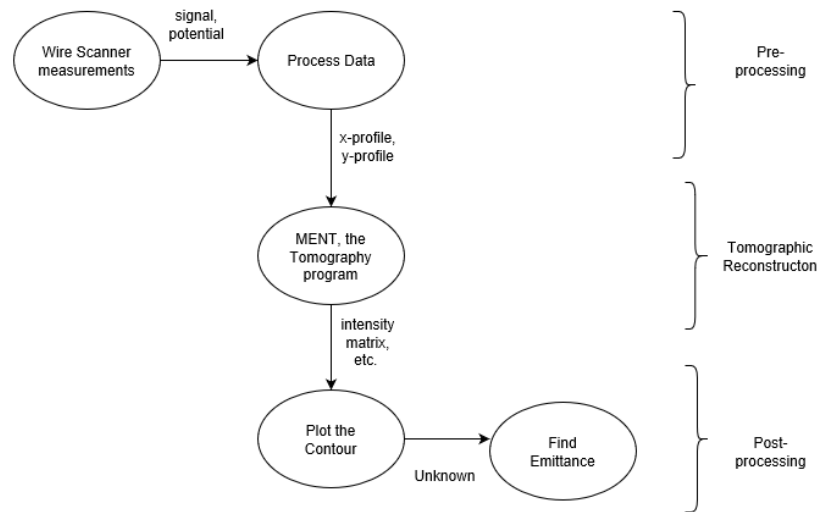 signal,
potential
Wire Scanner
measurements
Process Data
Pre-
processing
x-profile,
y-profile
MENT, the
Tomography
program
Tomographic
Reconstructon
intensity
matrix,
etc.
Plot the
Contour
Unknown
Find
Emittance
Post-
processing